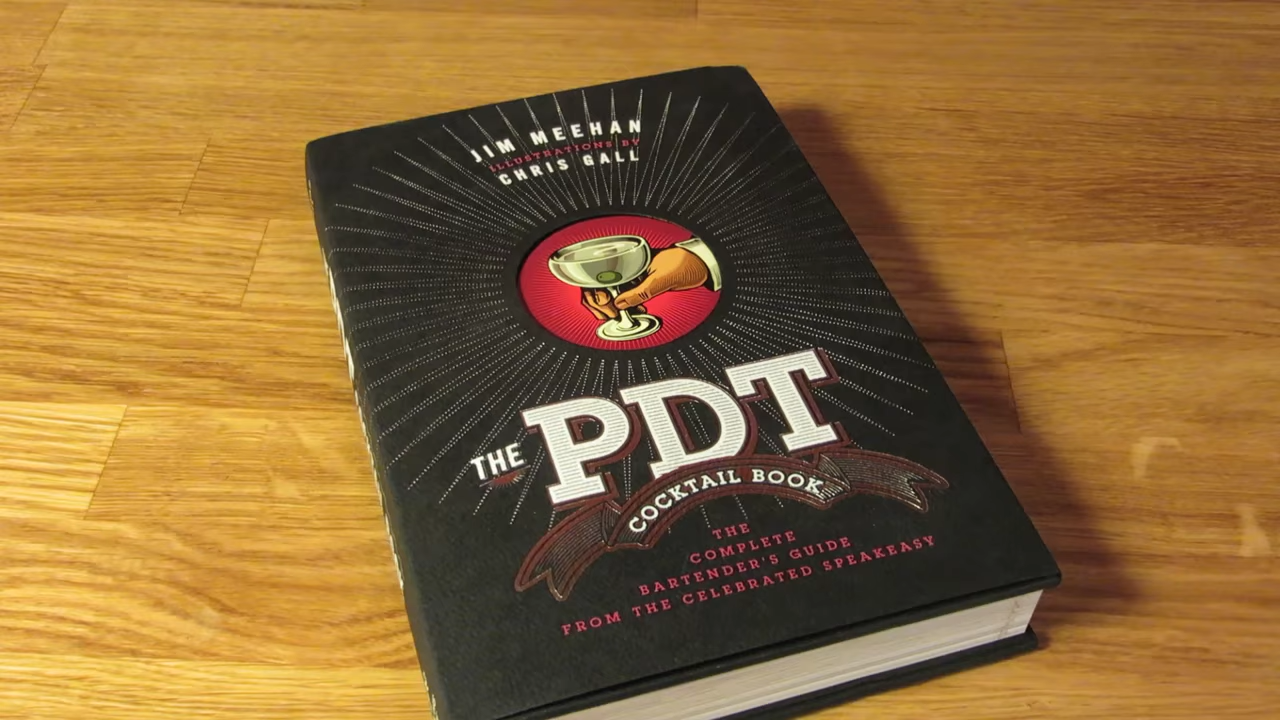 JIM MEEHAN
ILLUSTRATIONS BY
CHRIS GALL
THE PDT
COCKTAIL BOOK
THE
COMPLETE
BARTENDER'S GUIDE
FROM THE CELEBRATED SPEAKEASY